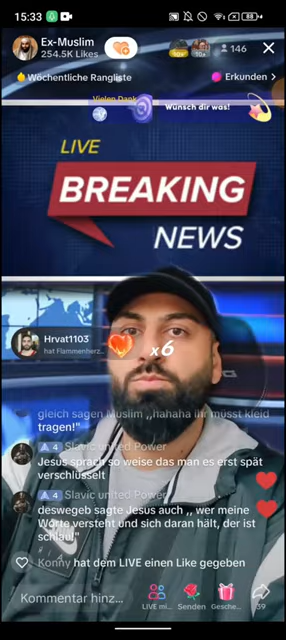 15:33
88
Ex-Muslim
254.5K Likes
10+
10+
146
Wöchentliche Rangliste
Erkunden >
Vielen Dank
Wünsch dir was!
LIVE
BREAKING
NEWS
Hrvat1103
hat Flammenherz..
x6
gleich sagen Muslim ,,hahaha ihr müsst kleid
tragen!"
4 Slavic united Power
Jesus sprach so weise das man es erst spät
verschlüsselt
4 Slavic united Power
deswegeb sagte Jesus auch ,, wer meine
Worte versteht und sich daran hält, der ist
schlau!"
Konny hat dem LIVE einen Like gegeben
Kommentar hinz...
LIVE mi...
Senden
Gesche...
39